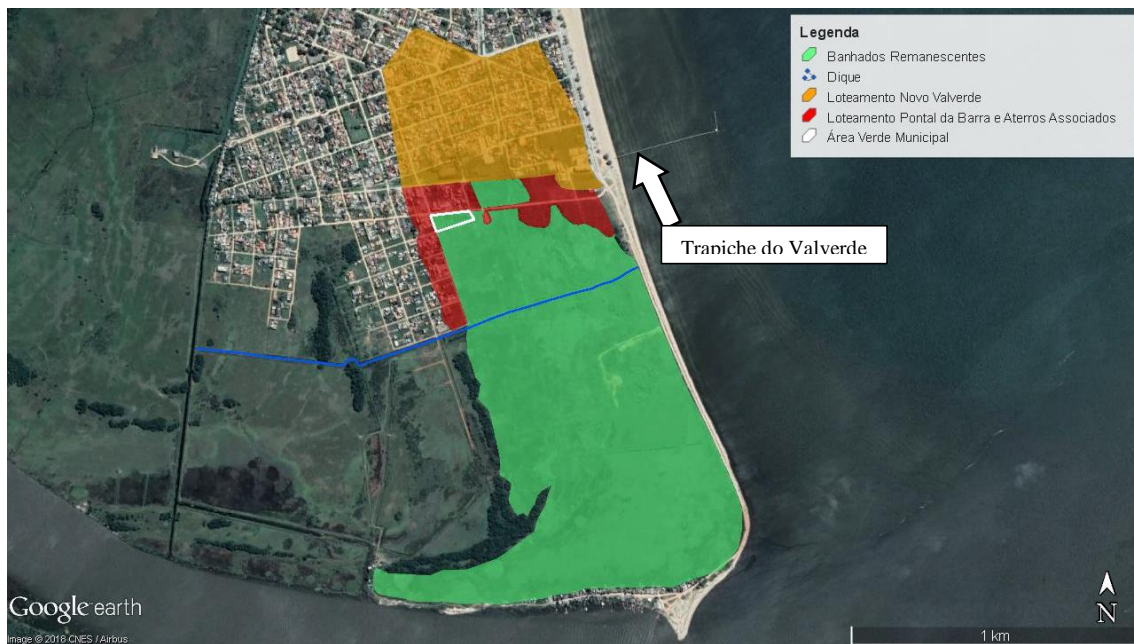 Legenda
Banhados Remanescentes
Dique
Loteamento Novo Valverde
Loteamento Pontal da Barra e Aterros Associados
Área Verde Municipal
Trapiche do Valverde
Google earth
Image © 2018 CNES / Airbus
N
1 km